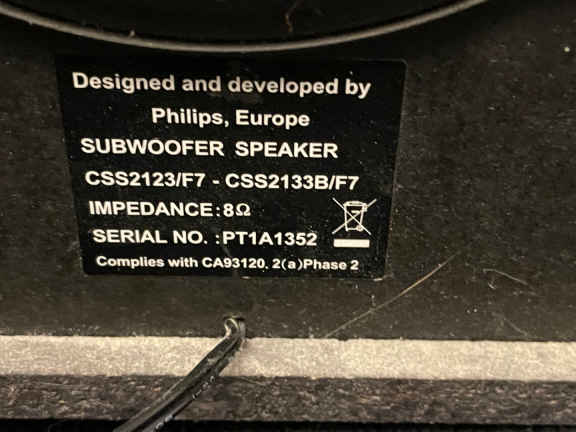 Designed and developed by
Philips, Europe
SUBWOOFER SPEAKER
CSS2123/F7 - CSS2133B/F7
IMPEDANCE:8Ω
SERIAL NO. :PT1A1352
Complies with CA93120. 2(a)Phase 2